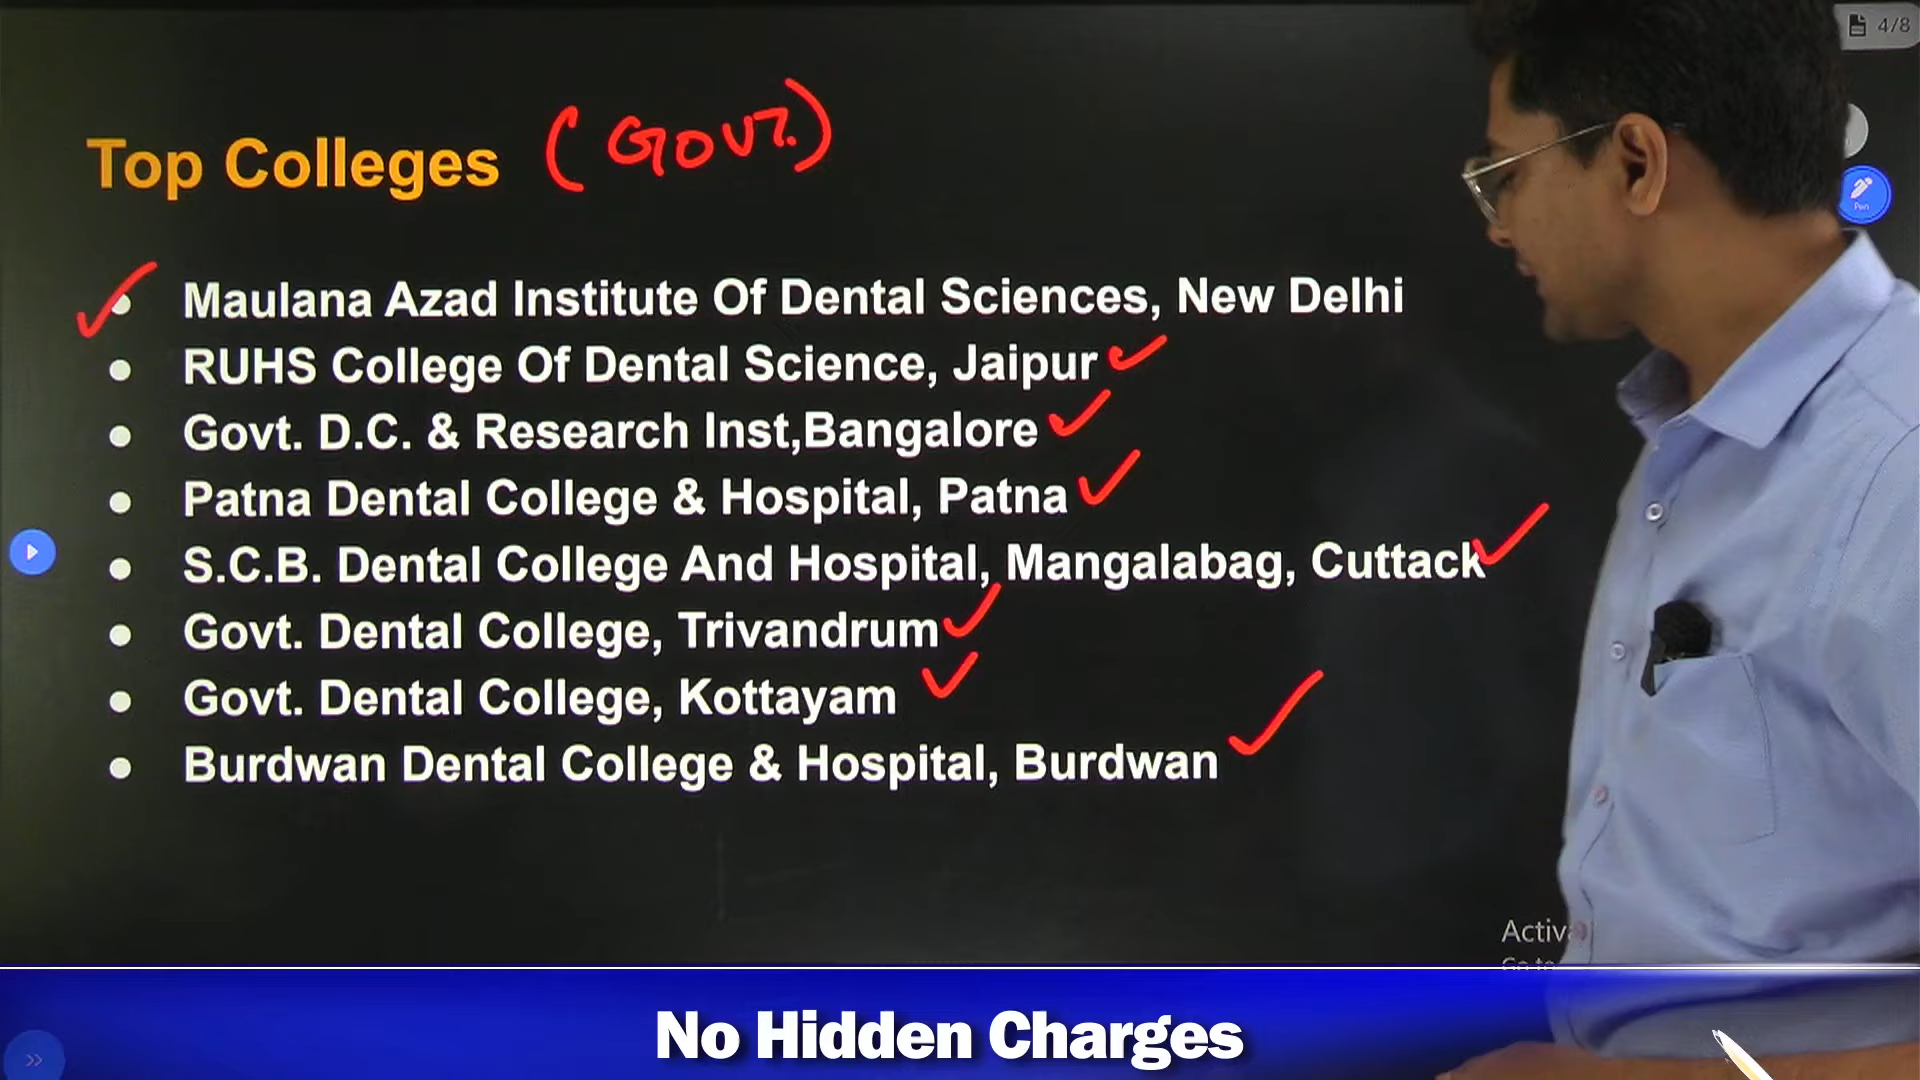 4/8
Top Colleges (GOVT.)
Pen
Maulana Azad Institute Of Dental Sciences, New Delhi
RUHS College Of Dental Science, Jaipur
Govt. D.C. & Research Inst,Bangalore
Patna Dental College & Hospital, Patna
S.C.B. Dental College And Hospital, Mangalabag, Cuttack
Govt. Dental College, Trivandrum
Govt. Dental College, Kottayam
Burdwan Dental College & Hospital, Burdwan
No Hidden Charges